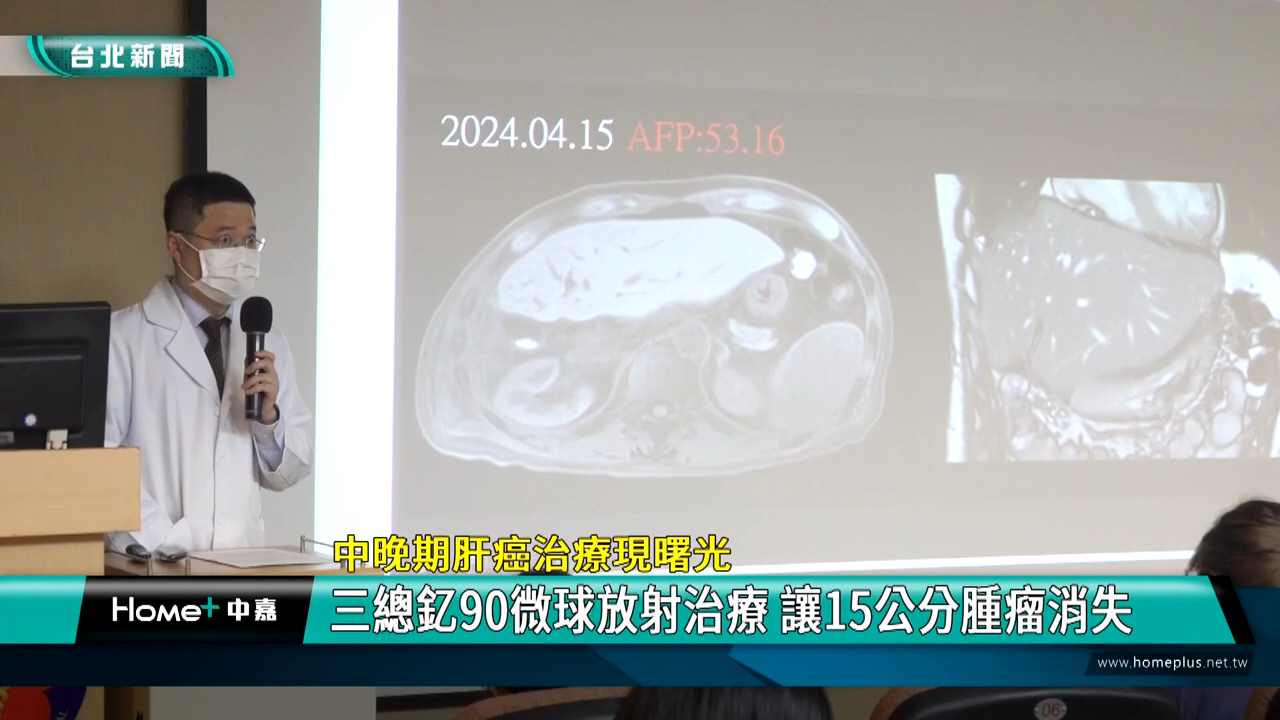 台北新聞
2024.04.15 AFP:53.16
中晚期肝癌治療現曙光
Home+ 中嘉
三總釔90微球放射治療 讓15公分腫瘤消失
www.homeplus.net.tw
06